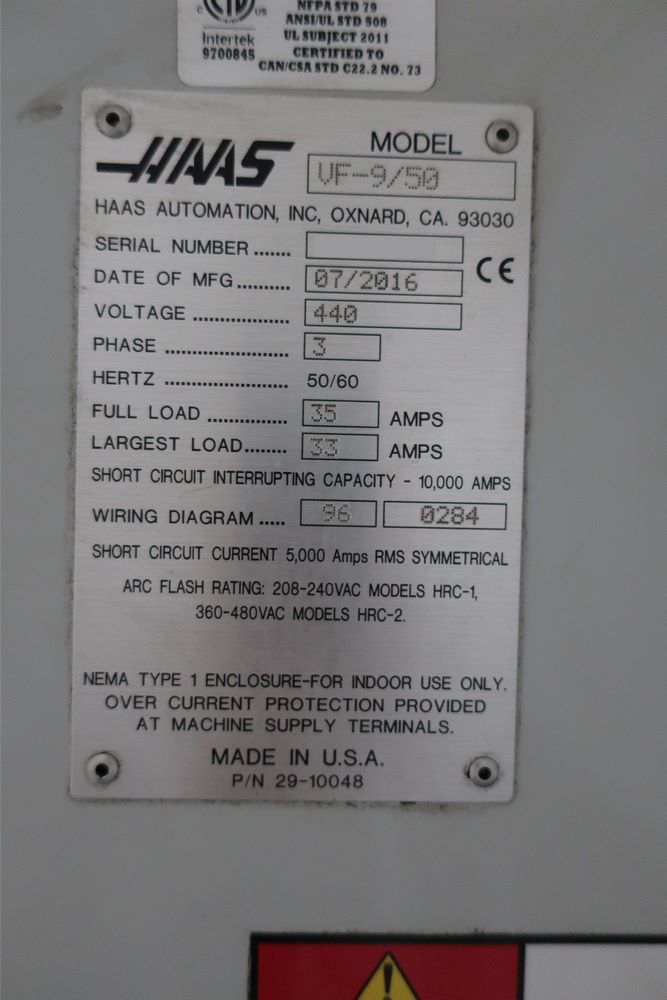 c us
Intertek
9700845
NFPA STD 79
ANSI/UL STD 508
UL SUBJECT 2011
CERTIFIED TO
CAN/CSA STD C22.2 NO. 73
HAAS
MODEL
VF-9/50
HAAS AUTOMATION, INC, OXNARD, CA. 93030
SERIAL NUMBER .......
DATE OF MFG.......... 07/2016
CE
VOLTAGE .................. 440
PHASE ....................... 3
HERTZ ....................... 50/60
FULL LOAD ............... 35 AMPS
LARGEST LOAD........ 33 AMPS
SHORT CIRCUIT INTERRUPTING CAPACITY - 10,000 AMPS
WIRING DIAGRAM ..... 96 0284
SHORT CIRCUIT CURRENT 5,000 Amps RMS SYMMETRICAL
ARC FLASH RATING: 208-240VAC MODELS HRC-1,
360-480VAC MODELS HRC-2.
NEMA TYPE 1 ENCLOSURE-FOR INDOOR USE ONLY.
OVER CURRENT PROTECTION PROVIDED
AT MACHINE SUPPLY TERMINALS.
MADE IN U.S.A.
P/N 29-10048